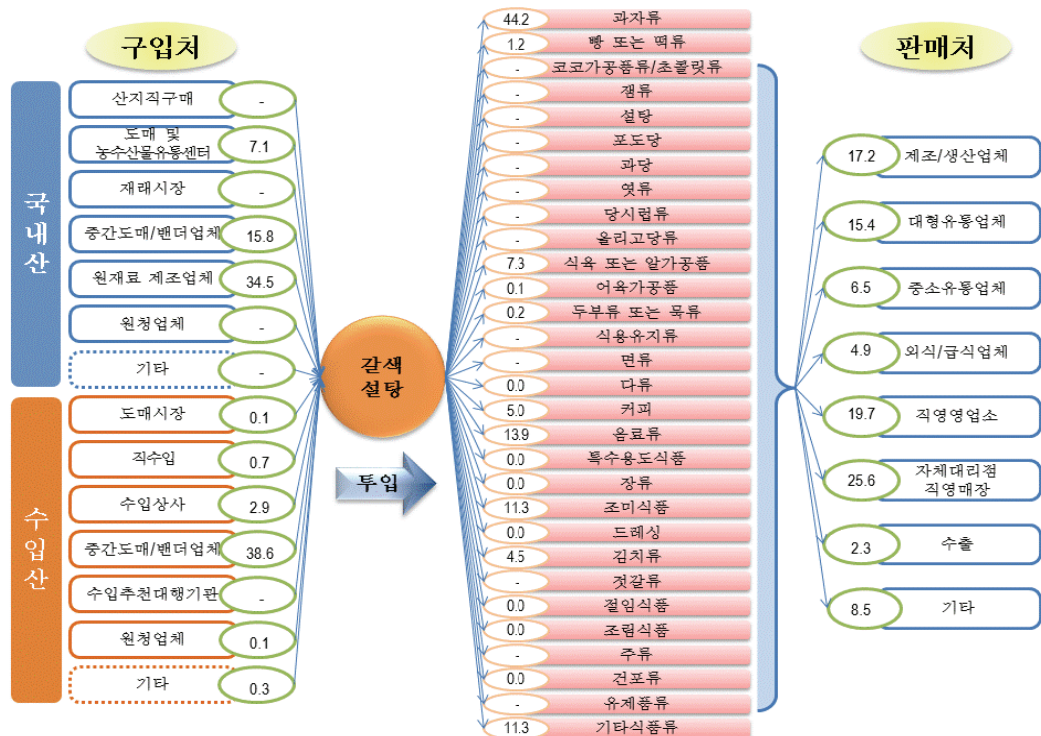 구입처
국내산
산지직구매 -
도매 및
농수산물유통센터 7.1
재래시장 -
중간도매/밴더업체 15.8
원재료 제조업체 34.5
원청업체 -
기타 -
수입산
도매시장 0.1
직수입 0.7
수입상사 2.9
중간도매/밴더업체 38.6
수입추천대행기관 -
원청업체 0.1
기타 0.3
갈색
설탕
투입
44.2 과자류
1.2 빵 또는 떡류
- 코코가공품류/초콜릿류
- 잼류
- 설탕
- 포도당
- 과당
- 엿류
- 당시럽류
- 올리고당류
7.3 식육 또는 알가공품
0.1 어육가공품
0.2 두부류 또는 묵류
- 식용유지류
- 면류
0.0 다류
5.0 커피
13.9 음료류
0.0 특수용도식품
0.0 장류
11.3 조미식품
0.0 드레싱
4.5 김치류
- 젓갈류
0.0 절임식품
0.0 조림식품
- 주류
0.0 건포류
- 유제품류
11.3 기타식품류
판매처
17.2 제조/생산업체
15.4 대형유통업체
6.5 중소유통업체
4.9 외식/급식업체
19.7 직영영업소
25.6 자체대리점
직영매장
2.3 수출
8.5 기타